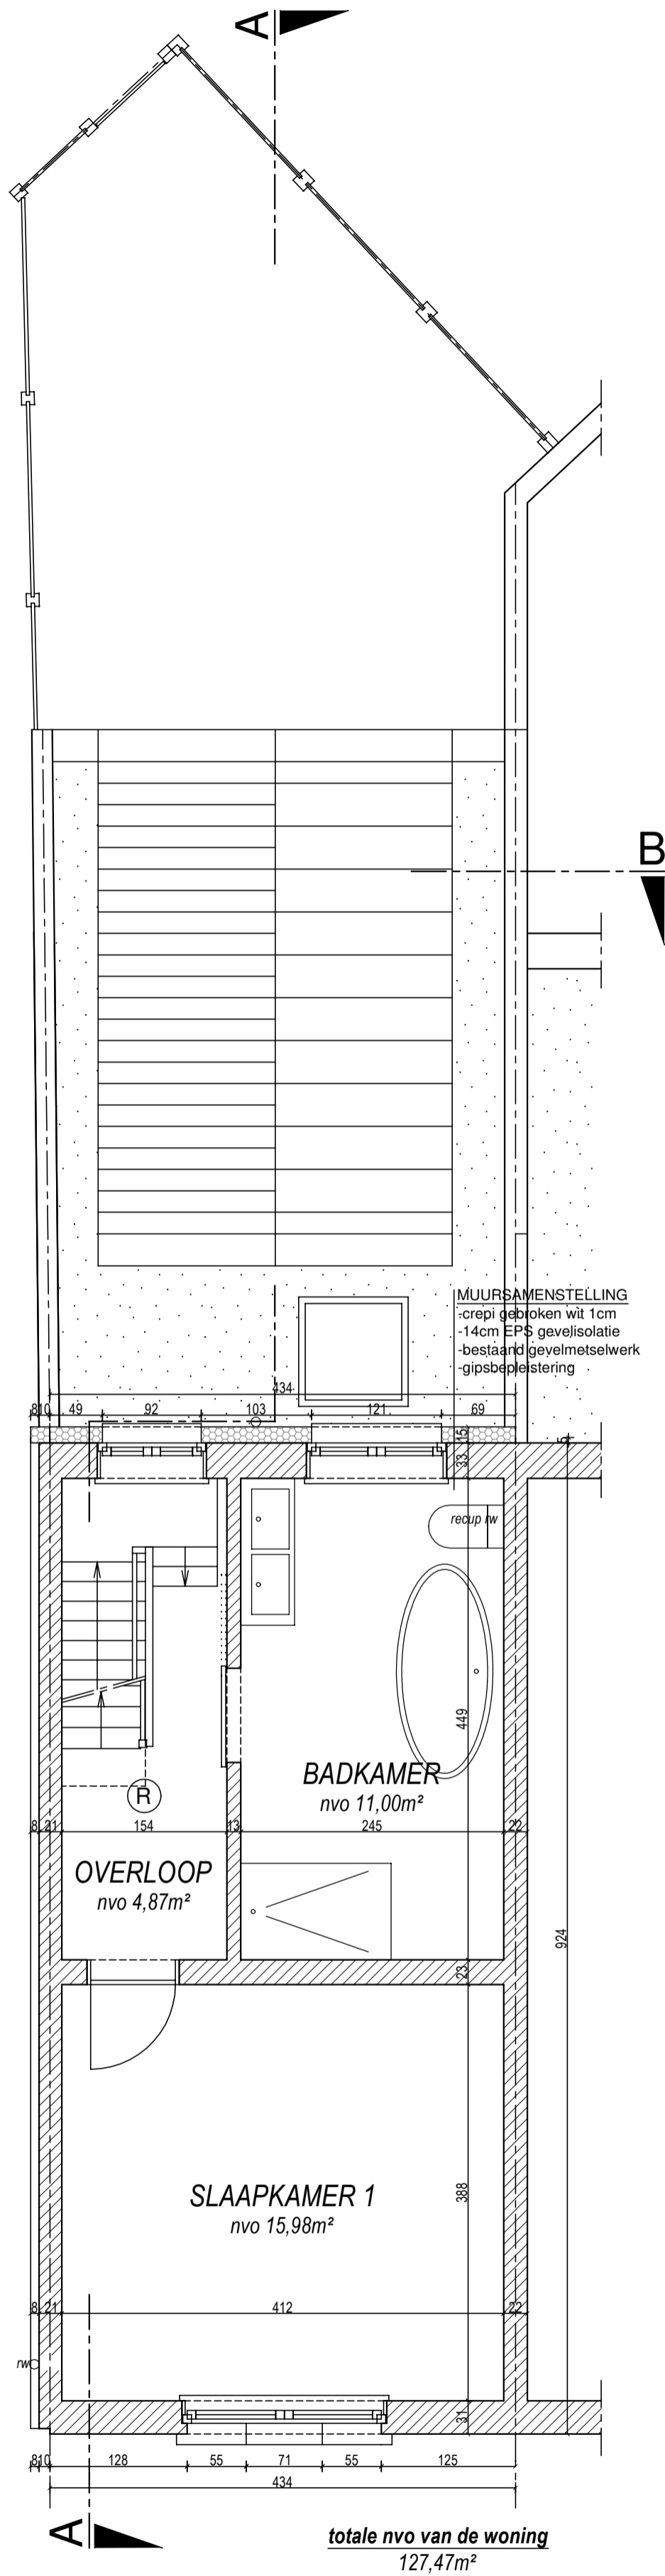 A
B
MUURSAMENSTELLING
-crepi gebroken wit 1cm
-14cm EPS gevelisolatie
-bestaand gevelmetselwerk
-gipsbepleistering
434
8 10 49 92 103 121 69
15
5
33
recup rw
449
BADKAMER
nvo 11,00m²
R
8 21 154 13 245 22
OVERLOOP
nvo 4,87m²
924
23
SLAAPKAMER 1
nvo 15,98m²
388
8 21 412 22
rw
31
8 10 128 55 71 55 125
434
A
totale nvo van de woning
127,47m²